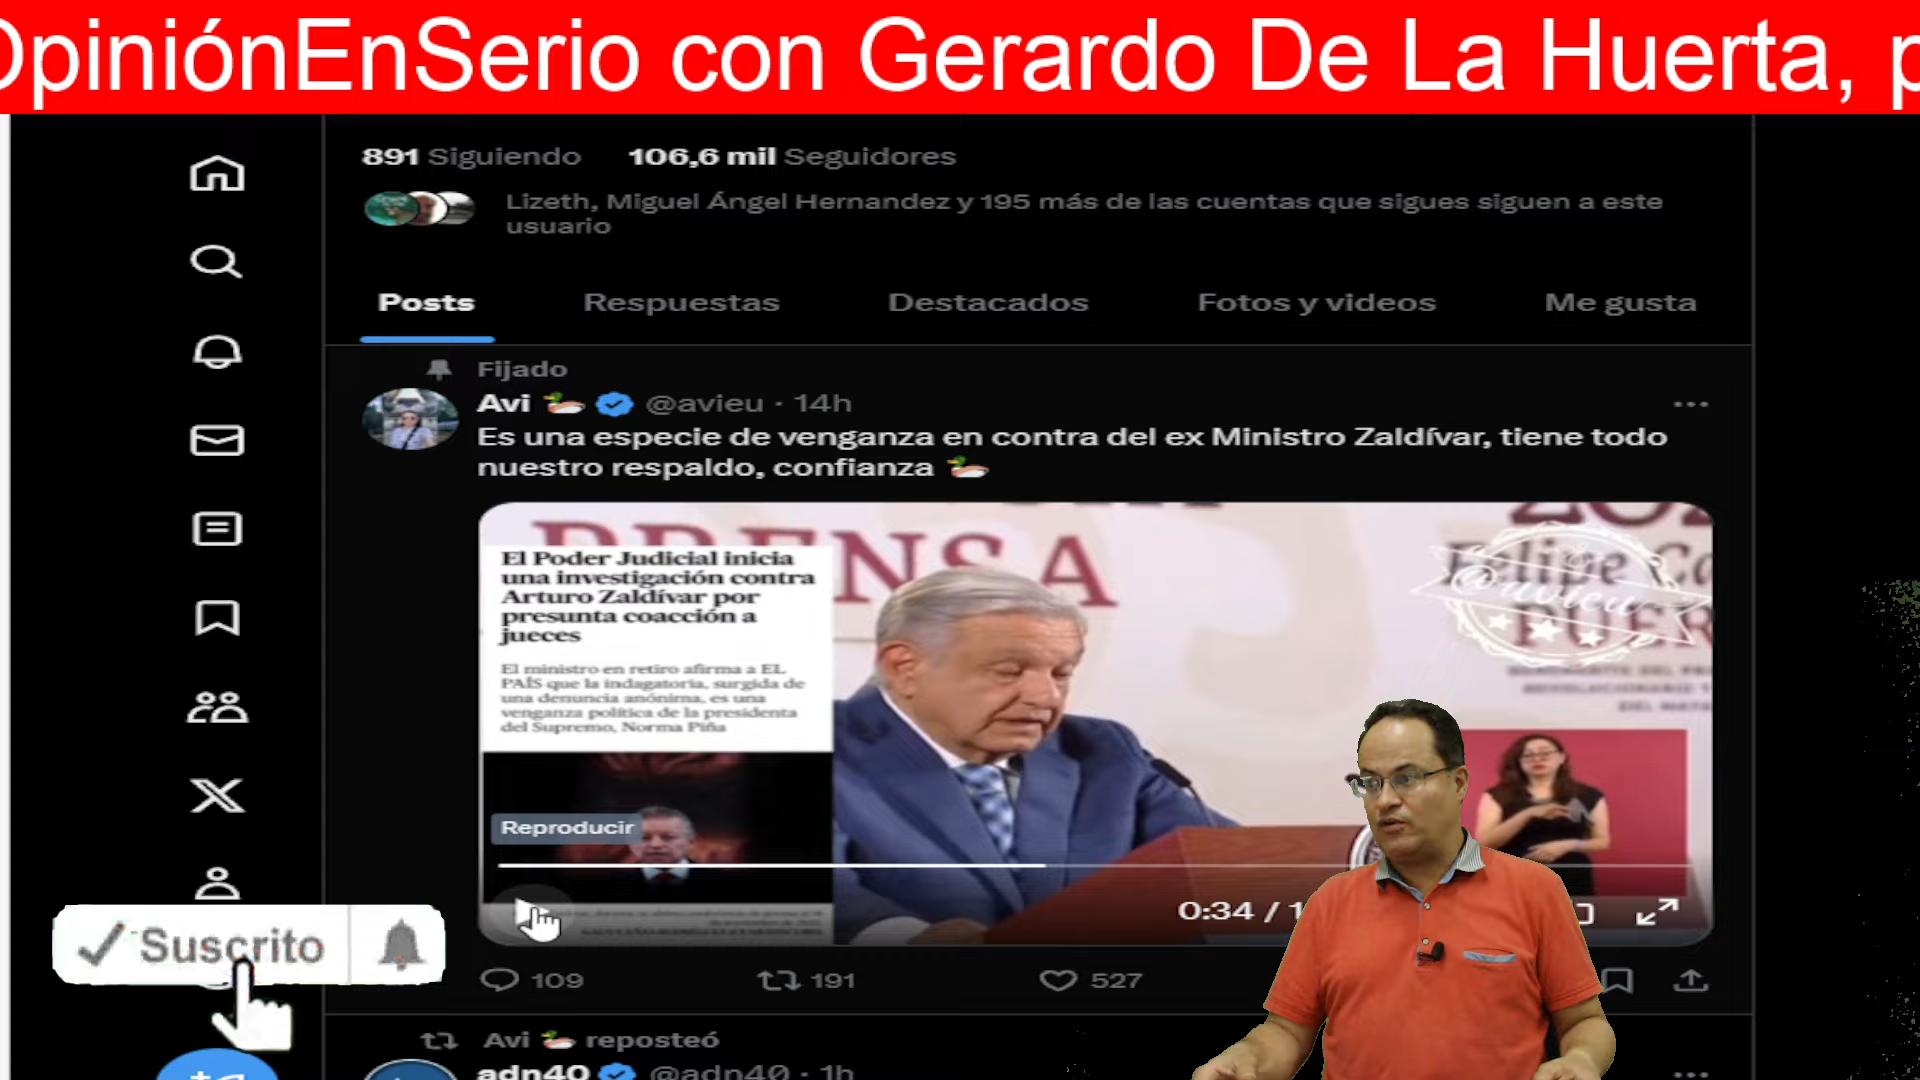 OpiniónEnSerio con Gerardo De La Huerta, p
891 Siguiendo 106,6 mil Seguidores
Lizeth, Miguel Ángel Hernandez y 195 más de las cuentas que sigues siguen a este
usuario
Posts Respuestas Destacados Fotos y videos Me gusta
Fijado
Avi @avieu · 14h
Es una especie de venganza en contra del ex Ministro Zaldívar, tiene todo
nuestro respaldo, confianza
PRENSA
Felipe Ca
PUER
@avieu
El Poder Judicial inicia
una investigación contra
Arturo Zaldívar por
presunta coacción a
jueces
El ministro en retiro afirma a EL
PAÍS que la indagatoria, surgida de
una denuncia anónima, es una
venganza política de la presidenta
del Supremo, Norma Piña
Reproducir
0:34 / 1
Suscrito
109 191 527
Avi reposteó
adn40 @adn40 · 1h